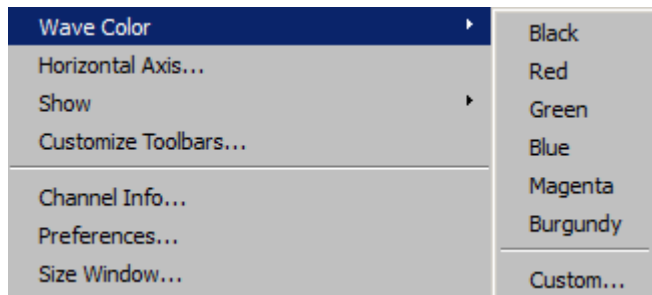 Wave Color
Horizontal Axis...
Show
Customize Toolbars...
Channel Info...
Preferences...
Size Window...
Black
Red
Green
Blue
Magenta
Burgundy
Custom...